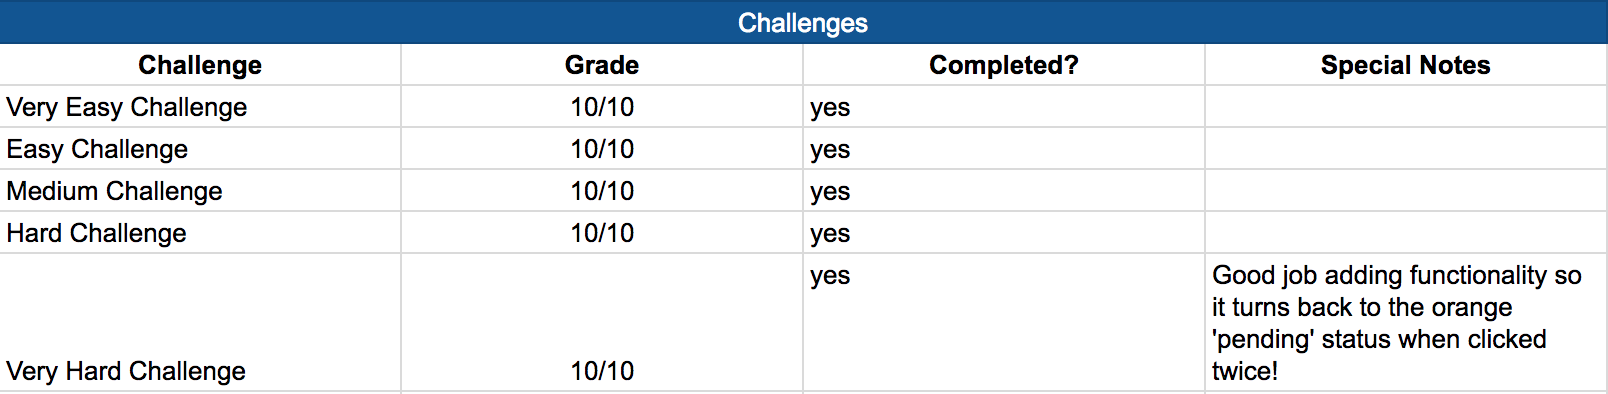 Challenges
Challenge Grade Completed? Special Notes
Very Easy Challenge 10/10 yes
Easy Challenge 10/10 yes
Medium Challenge 10/10 yes
Hard Challenge 10/10 yes
yes Good job adding functionality so
it turns back to the orange
'pending' status when clicked
Very Hard Challenge 10/10 twice!